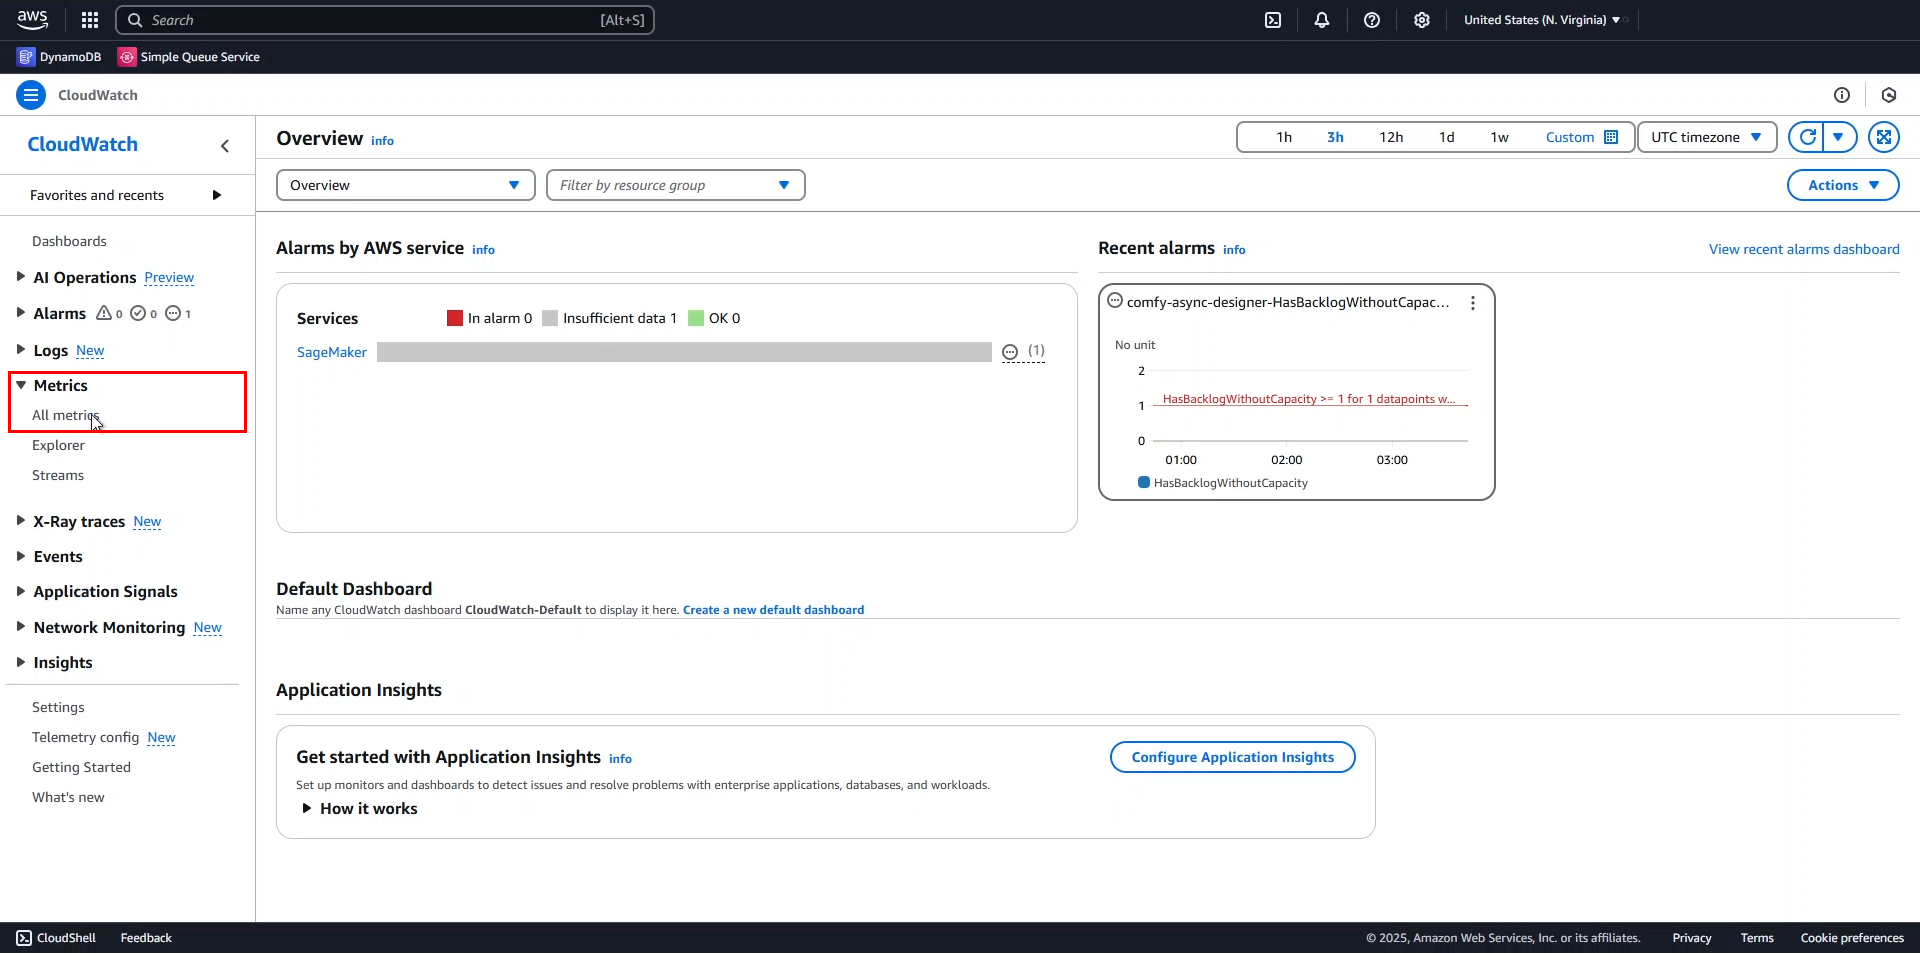 aws
Search [Alt+S]
United States (N. Virginia)
DynamoDB Simple Queue Service
CloudWatch
CloudWatch
Favorites and recents
Dashboards
AI Operations Preview
Alarms 0 0 1
Logs New
Metrics
All metrics
Explorer
Streams
X-Ray traces New
Events
Application Signals
Network Monitoring New
Insights
Settings
Telemetry config New
Getting Started
What's new
Overview info
1h 3h 12h 1d 1w Custom UTC timezone
Overview Filter by resource group
Actions
Alarms by AWS service info
Services In alarm 0 Insufficient data 1 OK 0
SageMaker (1)
Recent alarms info
View recent alarms dashboard
comfy-async-designer-HasBacklogWithoutCapac...
No unit
2
HasBacklogWithoutCapacity >= 1 for 1 datapoints w...
1
0
01:00 02:00 03:00
HasBacklogWithoutCapacity
Default Dashboard
Name any CloudWatch dashboard CloudWatch-Default to display it here. Create a new default dashboard
Application Insights
Get started with Application Insights info
Configure Application Insights
Set up monitors and dashboards to detect issues and resolve problems with enterprise applications, databases, and workloads.
How it works
CloudShell Feedback
© 2025, Amazon Web Services, Inc. or its affiliates. Privacy Terms Cookie preferences